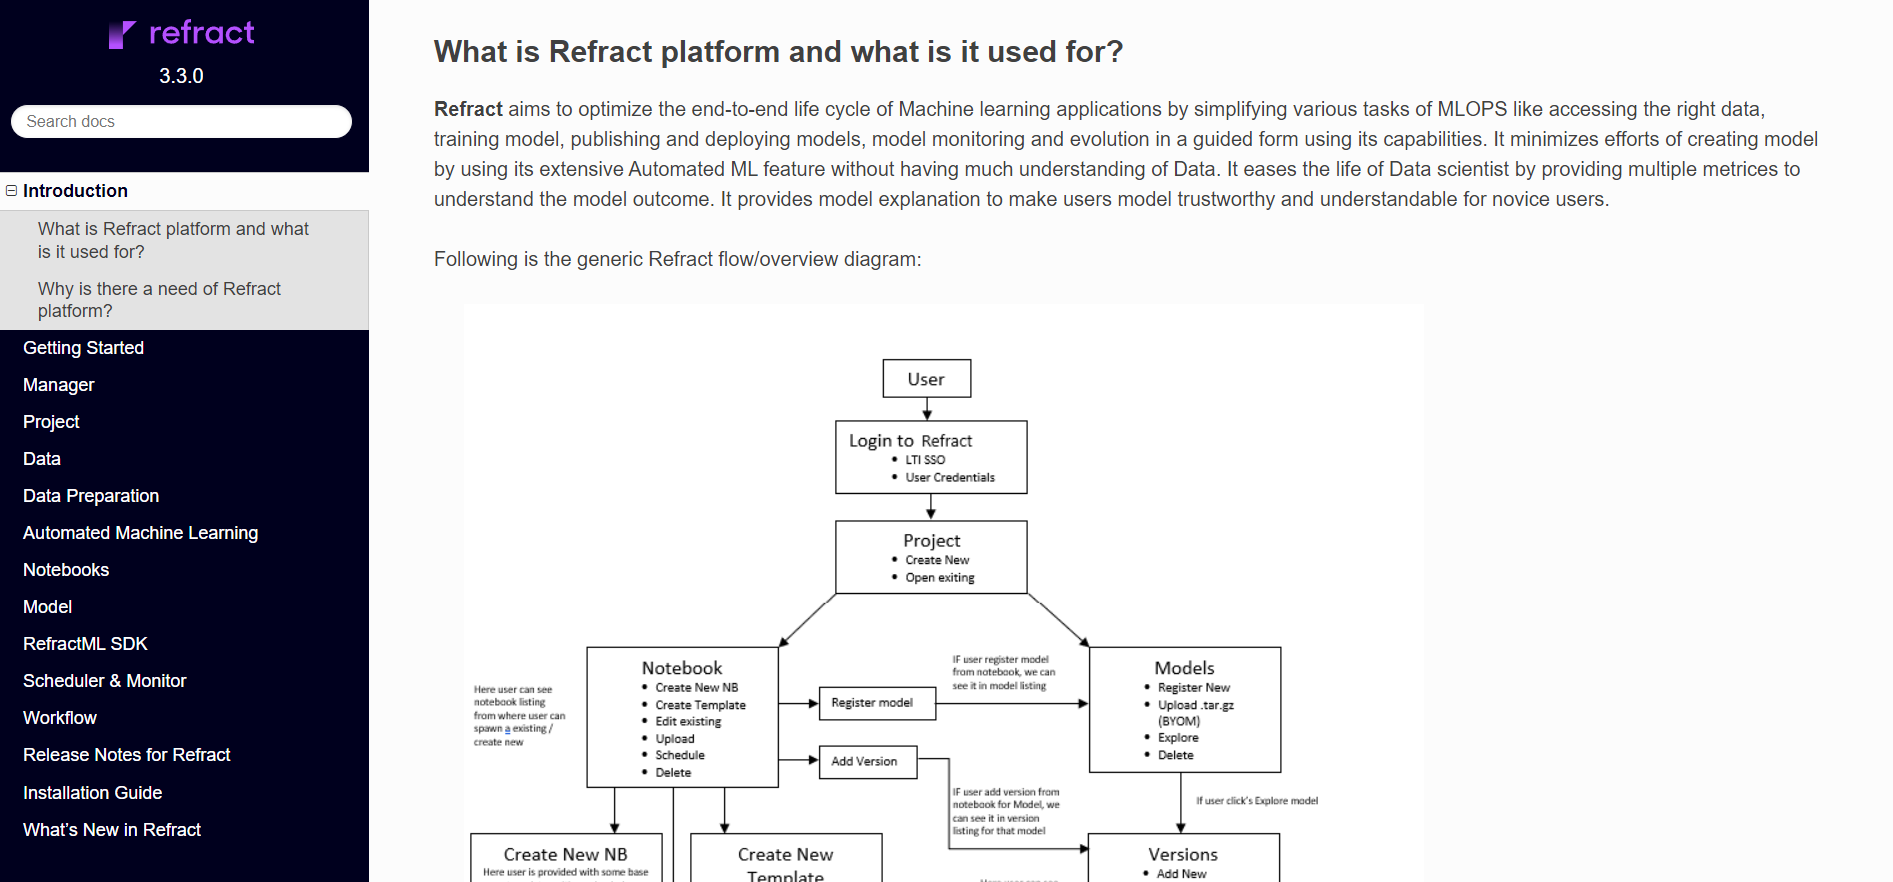 refract
3.3.0
Search docs
Introduction
What is Refract platform and what
is it used for?
Why is there a need of Refract
platform?
Getting Started
Manager
Project
Data
Data Preparation
Automated Machine Learning
Notebooks
Model
RefractML SDK
Scheduler & Monitor
Workflow
Release Notes for Refract
Installation Guide
What's New in Refract
What is Refract platform and what is it used for?
Refract aims to optimize the end-to-end life cycle of Machine learning applications by simplifying various tasks of MLOPS like accessing the right data,
training model, publishing and deploying models, model monitoring and evolution in a guided form using its capabilities. It minimizes efforts of creating model
by using its extensive Automated ML feature without having much understanding of Data. It eases the life of Data scientist by providing multiple metrices to
understand the model outcome. It provides model explanation to make users model trustworthy and understandable for novice users.
Following is the generic Refract flow/overview diagram:
User
Login to Refract
• LTI SSO
• User Credentials
Project
• Create New
• Open exiting
Here user can see
notebook listing
from where user can
spawn a existing /
create new
Notebook
• Create New NB
• Create Template
• Edit existing
• Upload
• Schedule
• Delete
Register model
Add Version
IF user register model
from notebook, we can
see it in model listing
Models
• Register New
• Upload .tar.gz
(BYOM)
• Explore
• Delete
IF user add version from
notebook for Model, we
can see it in version
listing for that model
If user click's Explore model
Create New NB
Here user is provided with some base
Create New
Template
Versions
• Add New